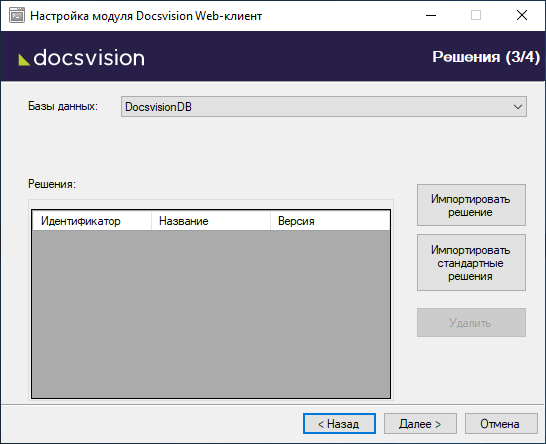 Настройка модуля Docsvision Web-клиент
docsvision
Решения (3/4)
Базы данных:
DocsvisionDB
Решения:
Идентификатор
Название
Версия
Импортировать
решение
Импортировать
стандартные
решения
Удалить
< Назад
Далее >
Отмена